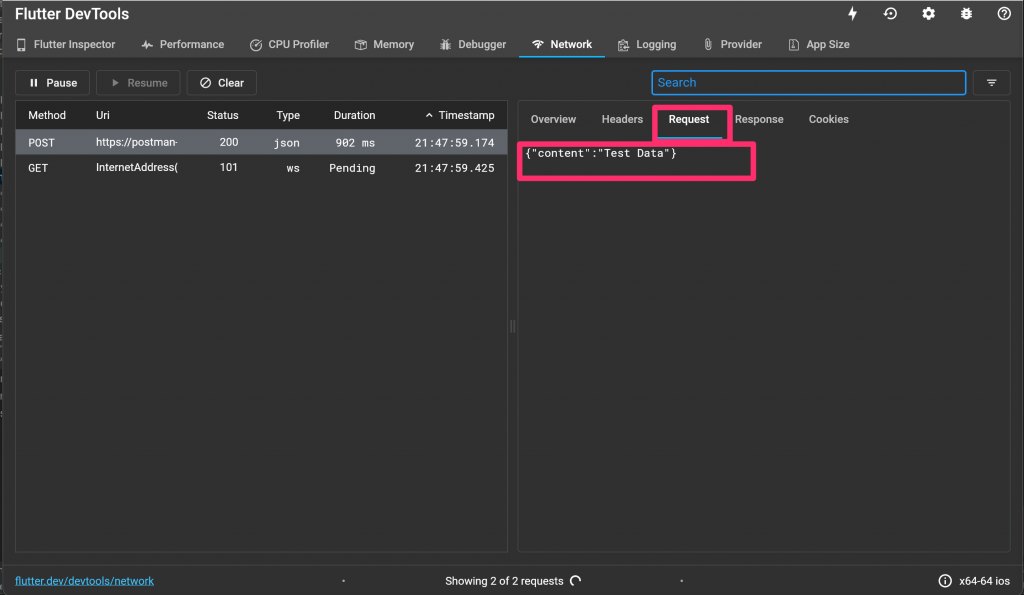 Flutter DevTools
Flutter Inspector Performance CPU Profiler Memory Debugger Network Logging Provider App Size
Pause Resume Clear Search
Method Uri Status Type Duration Timestamp
POST https://postman- 200 json 902 ms 21:47:59.174
GET InternetAddress( 101 ws Pending 21:47:59.425
Overview Headers Request Response Cookies
{"content":"Test Data"}
flutter.dev/devtools/network Showing 2 of 2 requests x64-64 ios